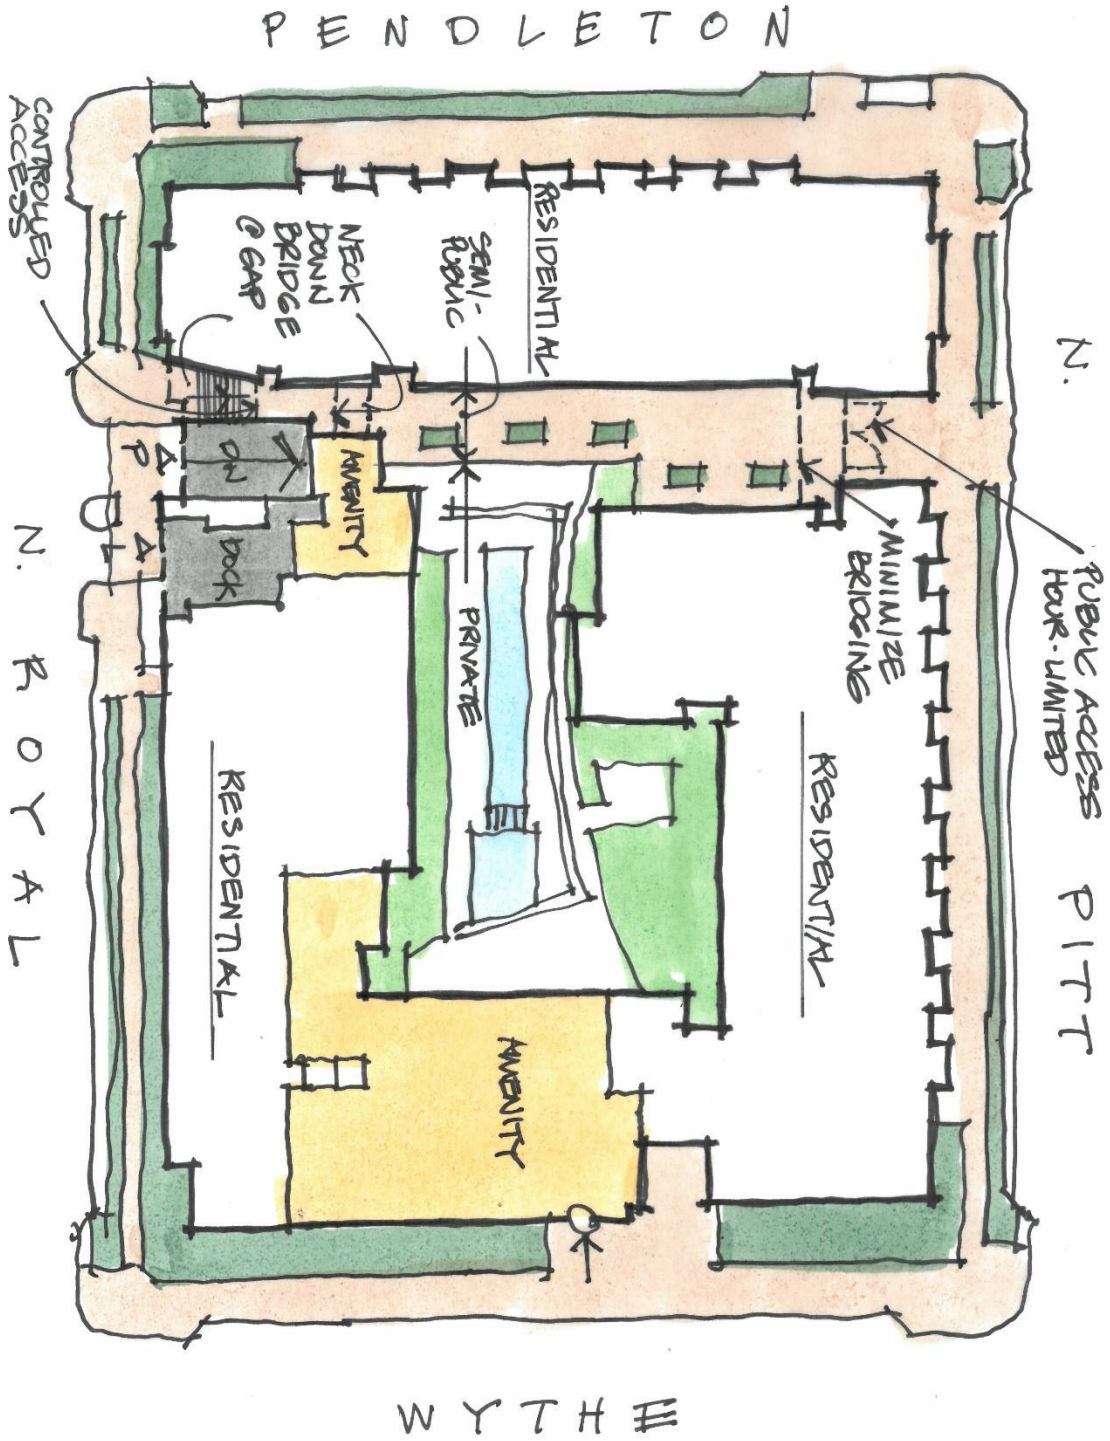 PENDLETON
CONTROLLED
ACCESS
RESIDENTIAL
SEMI-
PUBLIC
NECK
DOWN
BRIDGE
@ GAP
N. PITT
PUBLIC ACCESS
HOUR-LIMITED
MINIMIZE
BRIDGING
DN
P
L
AMENITY
DOCK
PRIVATE
N. ROYAL
RESIDENTIAL
RESIDENTIAL
AMENITY
WYTHE